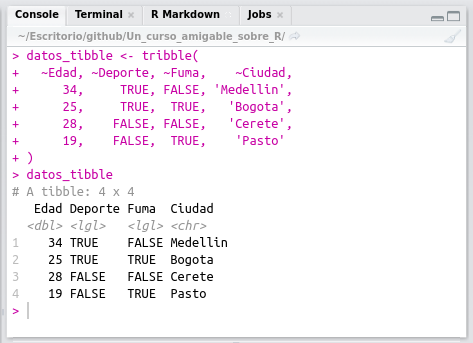 Console Terminal × R Markdown × Jobs ×
~/Escritorio/github/Un_curso_amigable_sobre_R/
> datos_tibble <- tribble(
+   ~Edad, ~Deporte, ~Fuma,    ~Ciudad,
+      34,     TRUE, FALSE, 'Medellin',
+      25,     TRUE,  TRUE,   'Bogota',
+      28,    FALSE, FALSE,   'Cerete',
+      19,    FALSE,  TRUE,    'Pasto'
+ )
> datos_tibble
# A tibble: 4 x 4
   Edad Deporte Fuma  Ciudad
  <dbl> <lgl>   <lgl> <chr>
1    34 TRUE    FALSE Medellin
2    25 TRUE    TRUE  Bogota
3    28 FALSE   FALSE Cerete
4    19 FALSE   TRUE  Pasto
>